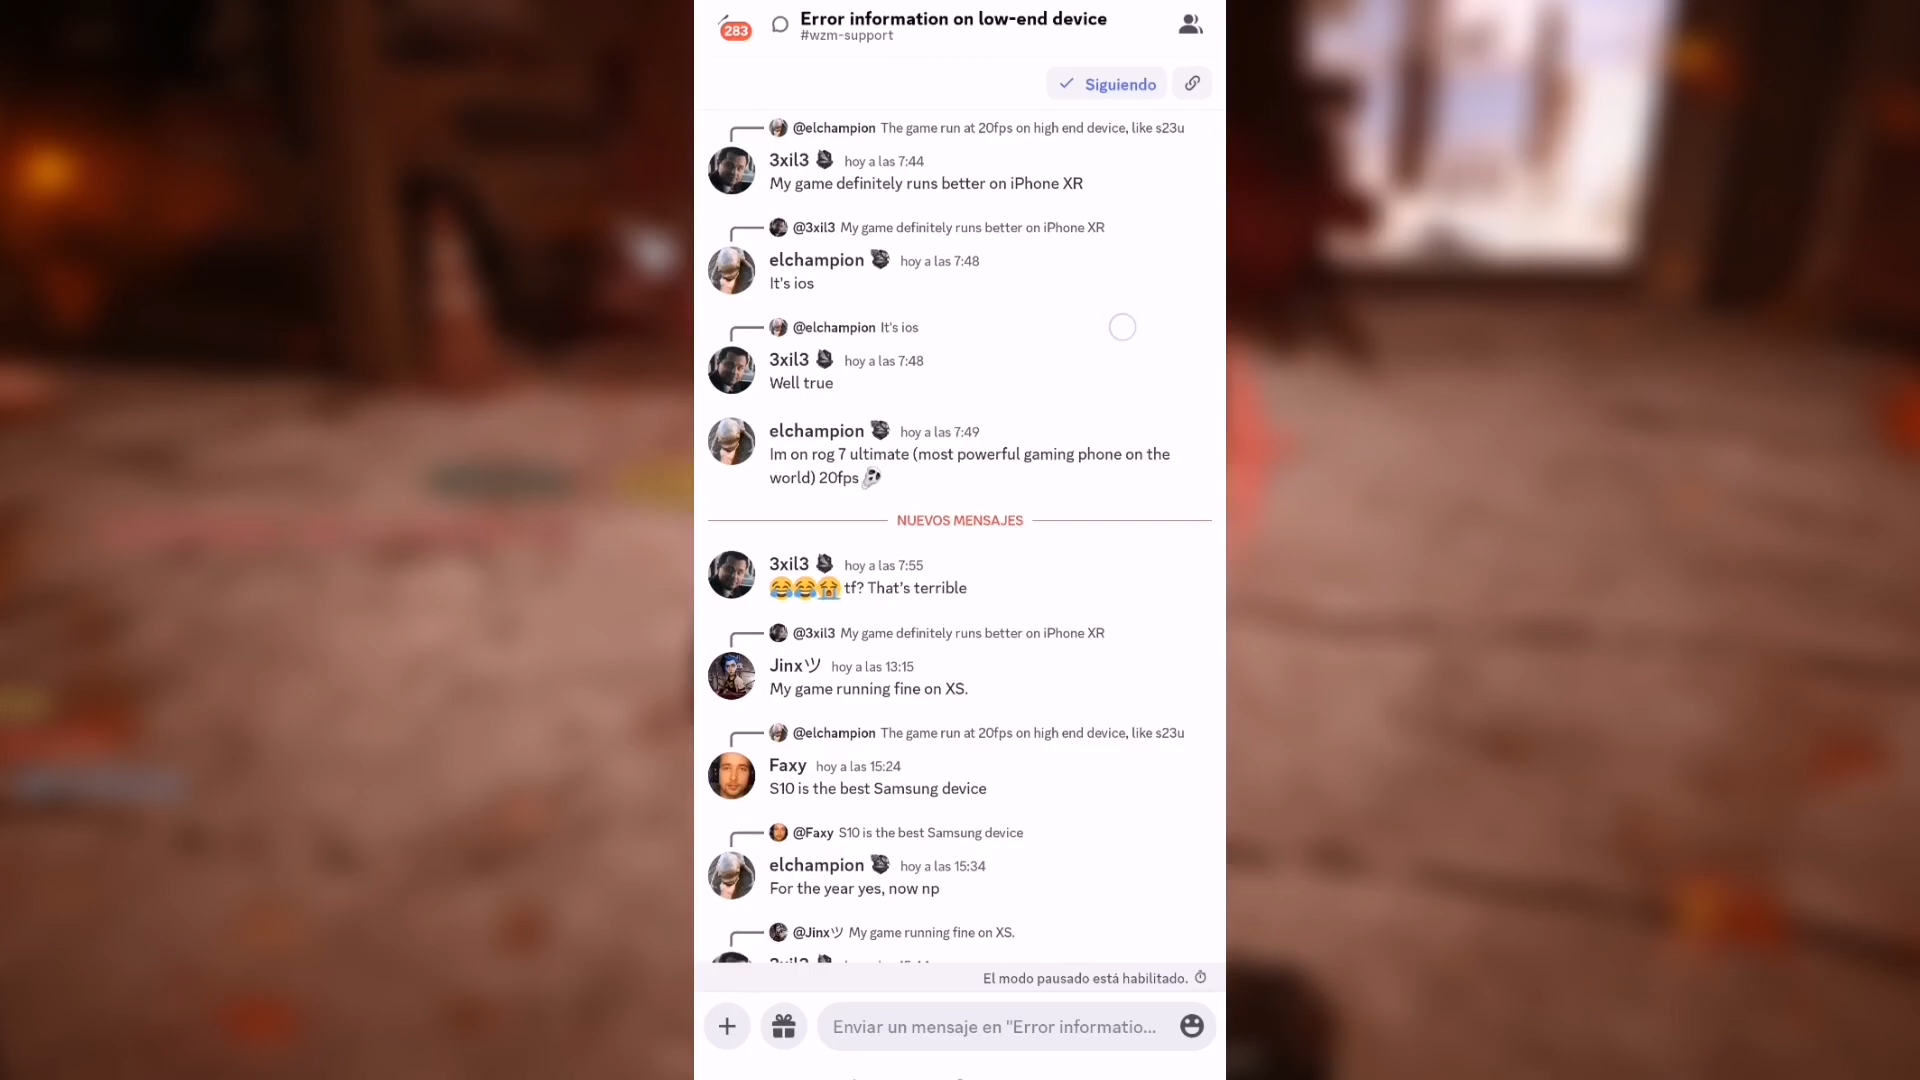 283
Error information on low-end device
#wzm-support
Siguiendo
@elchampion The game run at 20fps on high end device, like s23u
3xil3 hoy a las 7:44
My game definitely runs better on iPhone XR
@3xil3 My game definitely runs better on iPhone XR
elchampion hoy a las 7:48
It's ios
@elchampion It's ios
3xil3 hoy a las 7:48
Well true
elchampion hoy a las 7:49
Im on rog 7 ultimate (most powerful gaming phone on the
world) 20fps
NUEVOS MENSAJES
3xil3 hoy a las 7:55
😂😂😭 tf? That's terrible
@3xil3 My game definitely runs better on iPhone XR
Jinxツ hoy a las 13:15
My game running fine on XS.
@elchampion The game run at 20fps on high end device, like s23u
Faxy hoy a las 15:24
S10 is the best Samsung device
@Faxy S10 is the best Samsung device
elchampion hoy a las 15:34
For the year yes, now np
@Jinxツ My game running fine on XS.
3xil3
El modo pausado está habilitado.
Enviar un mensaje en "Error informatio...